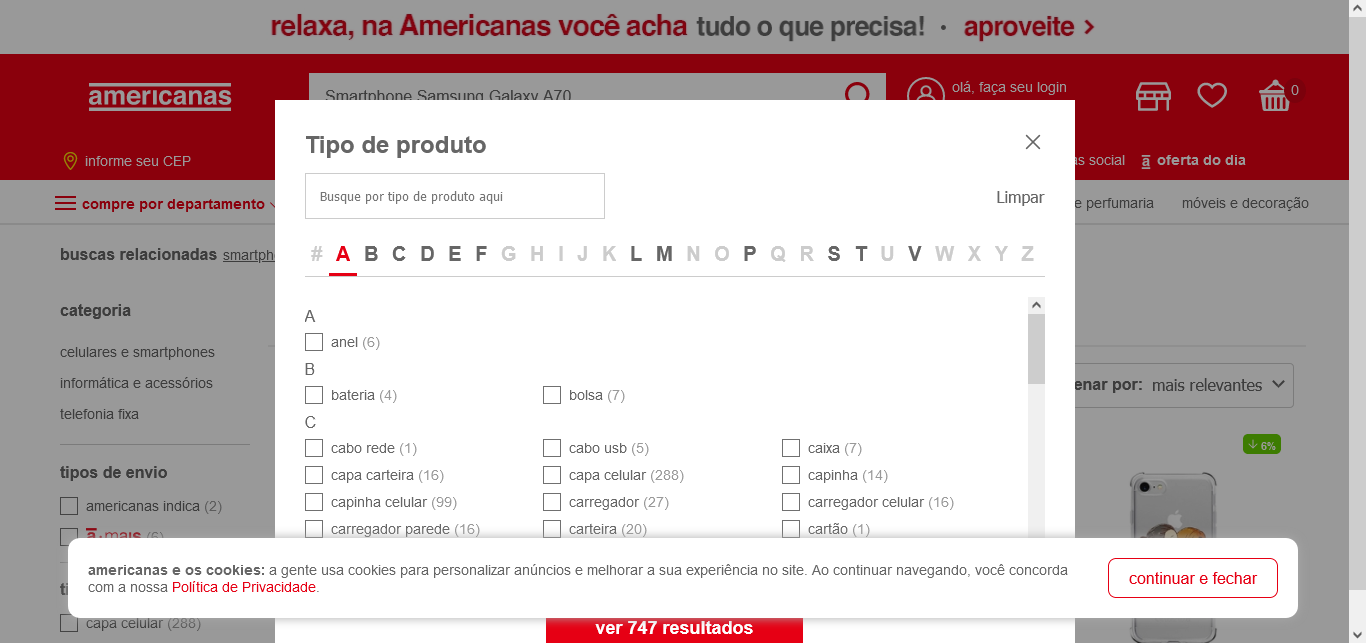 relaxa, na Americanas você acha tudo o que precisa! · aproveite >
americanas
Smartphone Samsung Galaxy A70
olá, faça seu login
0
informe seu CEP
as social
a oferta do dia
compre por departamento
e perfumaria
móveis e decoração
buscas relacionadas
categoria
celulares e smartphones
informática e acessórios
telefonia fixa
tipos de envio
americanas indica (2)
a+mais (6)
capa celular (288)
Tipo de produto
Busque por tipo de produto aqui
Limpar
# A B C D E F G H I J K L M N O P Q R S T U V W X Y Z
A
anel (6)
B
bateria (4) bolsa (7)
C
cabo rede (1) cabo usb (5) caixa (7)
capa carteira (16) capa celular (288) capinha (14)
capinha celular (99) carregador (27) carregador celular (16)
carregador parede (16) carteira (20) cartão (1)
enar por: mais relevantes
6%
americanas e os cookies: a gente usa cookies para personalizar anúncios e melhorar a sua experiência no site. Ao continuar navegando, você concorda
com a nossa Política de Privacidade.
continuar e fechar
ver 747 resultados